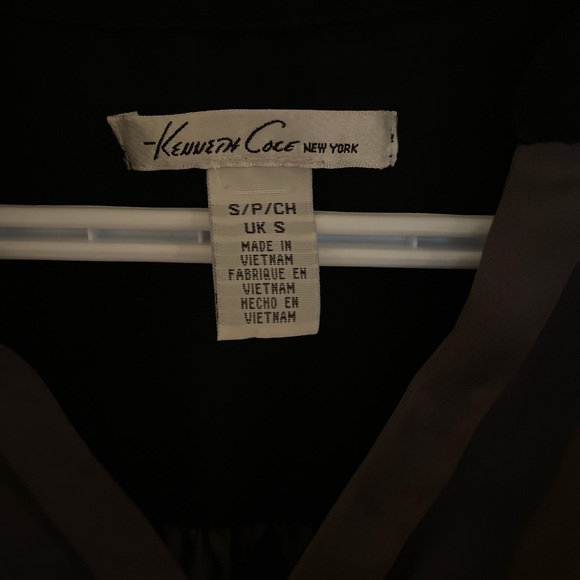 KENNETH COLE NEW YORK
S/P/CH
UK S
MADE IN
VIETNAM
FABRIQUE EN
VIETNAM
HECHO EN
VIETNAM